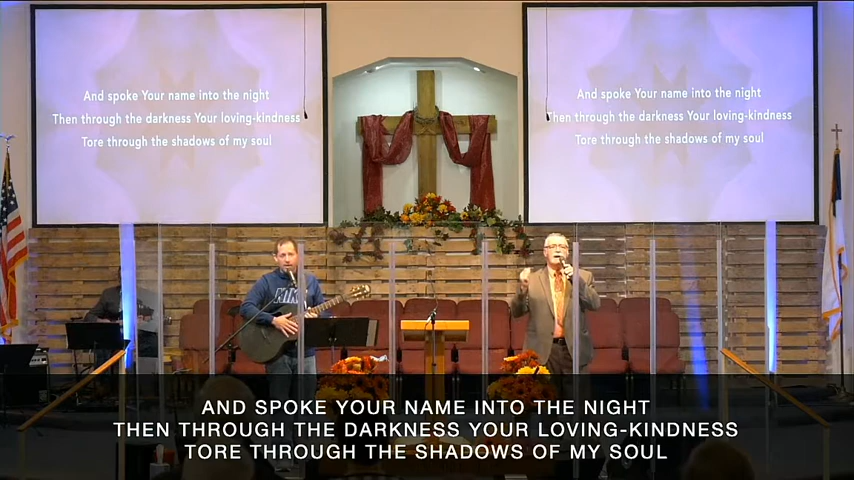 And spoke Your name into the night
Then through the darkness Your loving-kindness
Tore through the shadows of my soul
And spoke Your name into the night
Then through the darkness Your loving-kindness
Tore through the shadows of my soul
AND SPOKE YOUR NAME INTO THE NIGHT
THEN THROUGH THE DARKNESS YOUR LOVING-KINDNESS
TORE THROUGH THE SHADOWS OF MY SOUL